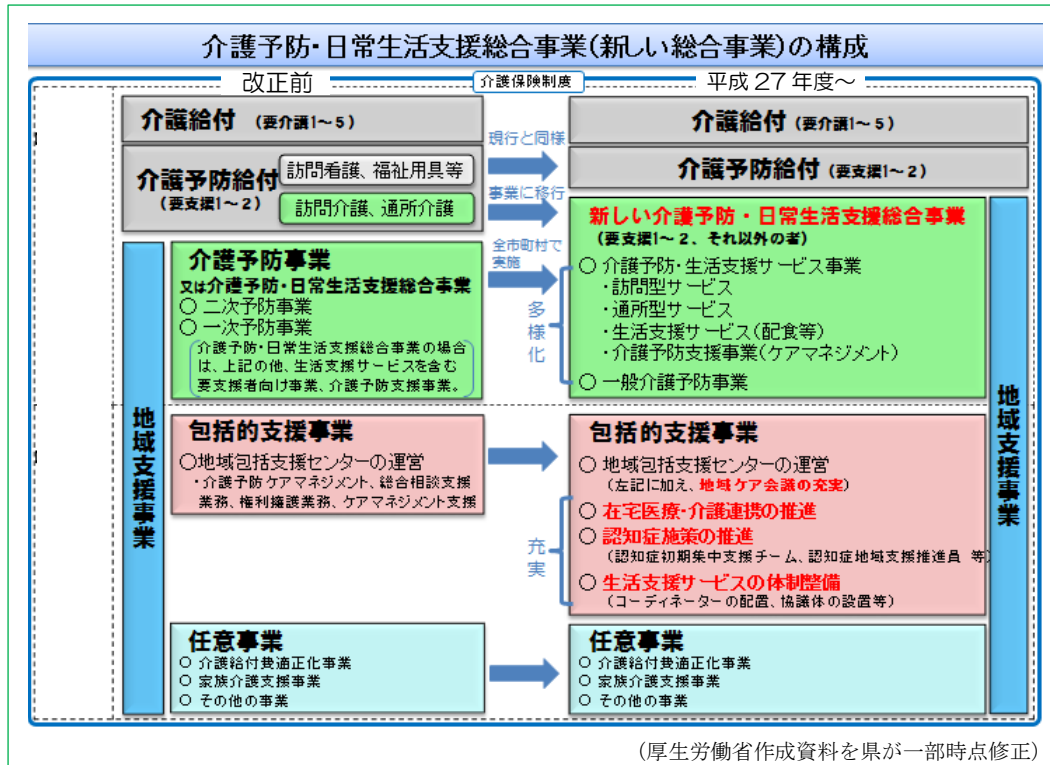 介護予防・日常生活支援総合事業(新しい総合事業)の構成
改正前
介護保険制度
平成27年度～
介護給付 (要介護1～5)
現行と同様
介護給付 (要介護1～5)
介護予防給付
(要支援1～2)
訪問看護、福祉用具等
訪問介護、通所介護
介護予防給付 (要支援1～2)
事業に移行
新しい介護予防・日常生活支援総合事業
(要支援1～2、それ以外の者)
○ 介護予防・生活支援サービス事業
・訪問型サービス
・通所型サービス
・生活支援サービス(配食等)
・介護予防支援事業(ケアマネジメント)
○ 一般介護予防事業
全市町村で
実施
多様化
介護予防事業
又は介護予防・日常生活支援総合事業
○ 二次予防事業
○ 一次予防事業
介護予防・日常生活支援総合事業の場合
は、上記の他、生活支援サービスを含む
要支援者向け事業、介護予防支援事業。
地域支援事業
包括的支援事業
○地域包括支援センターの運営
・介護予防ケアマネジメント、総合相談支援
業務、権利擁護業務、ケアマネジメント支援
充実
包括的支援事業
○ 地域包括支援センターの運営
(左記に加え、地域ケア会議の充実)
○ 在宅医療・介護連携の推進
○ 認知症施策の推進
(認知症初期集中支援チーム、認知症地域支援推進員 等)
○ 生活支援サービスの体制整備
(コーディネーターの配置、協議体の設置等)
地域支援事業
任意事業
○ 介護給付費適正化事業
○ 家族介護支援事業
○ その他の事業
任意事業
○ 介護給付費適正化事業
○ 家族介護支援事業
○ その他の事業
(厚生労働省作成資料を県が一部時点修正)